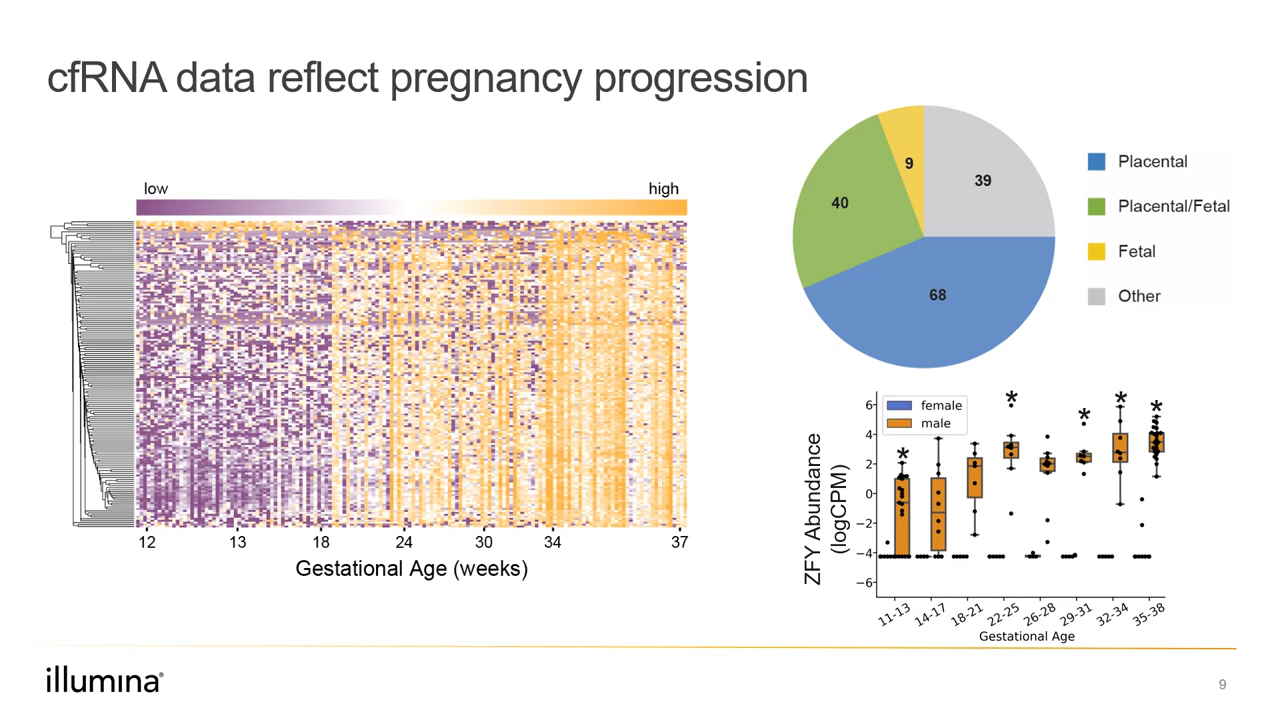 cfRNA data reflect pregnancy progression
low high
12 13 18 24 30 34 37
Gestational Age (weeks)
9
39
40
68
Placental
Placental/Fetal
Fetal
Other
female
male
* * * * *
6
4
2
0
−2
−4
−6
ZFY Abundance
(logCPM)
11-13 14-17 18-21 22-25 26-28 29-31 32-34 35-38
Gestational Age
illumina®
9